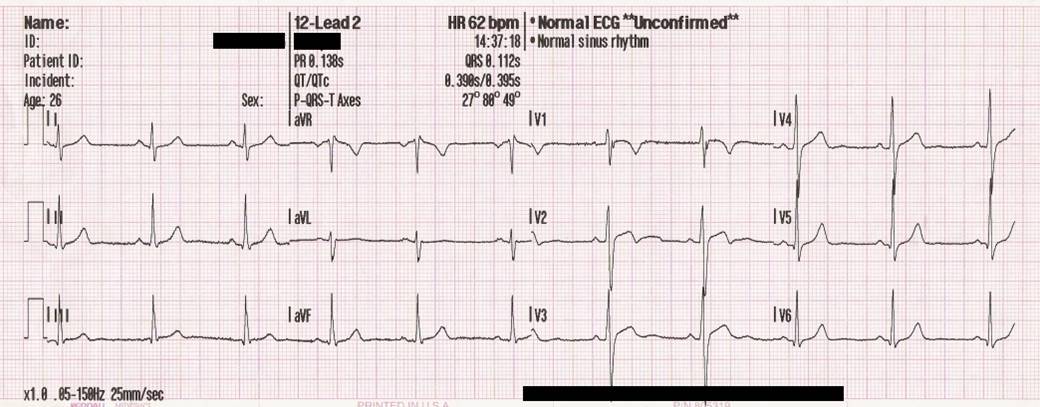 Name:
ID:
Patient ID:
Incident:
Age: 26 Sex:
12-Lead 2 HR 62 bpm
14:37:18
PR 0.138s QRS 0.112s
QT/QTc 0.390s/0.395s
P-QRS-T Axes 27° 80° 49°
• Normal ECG **Unconfirmed**
• Normal sinus rhythm
I aVR V1 V4
II aVL V2 V5
III aVF V3 V6
x1.0 .05-150Hz 25mm/sec
PRINTED IN U.S.A.